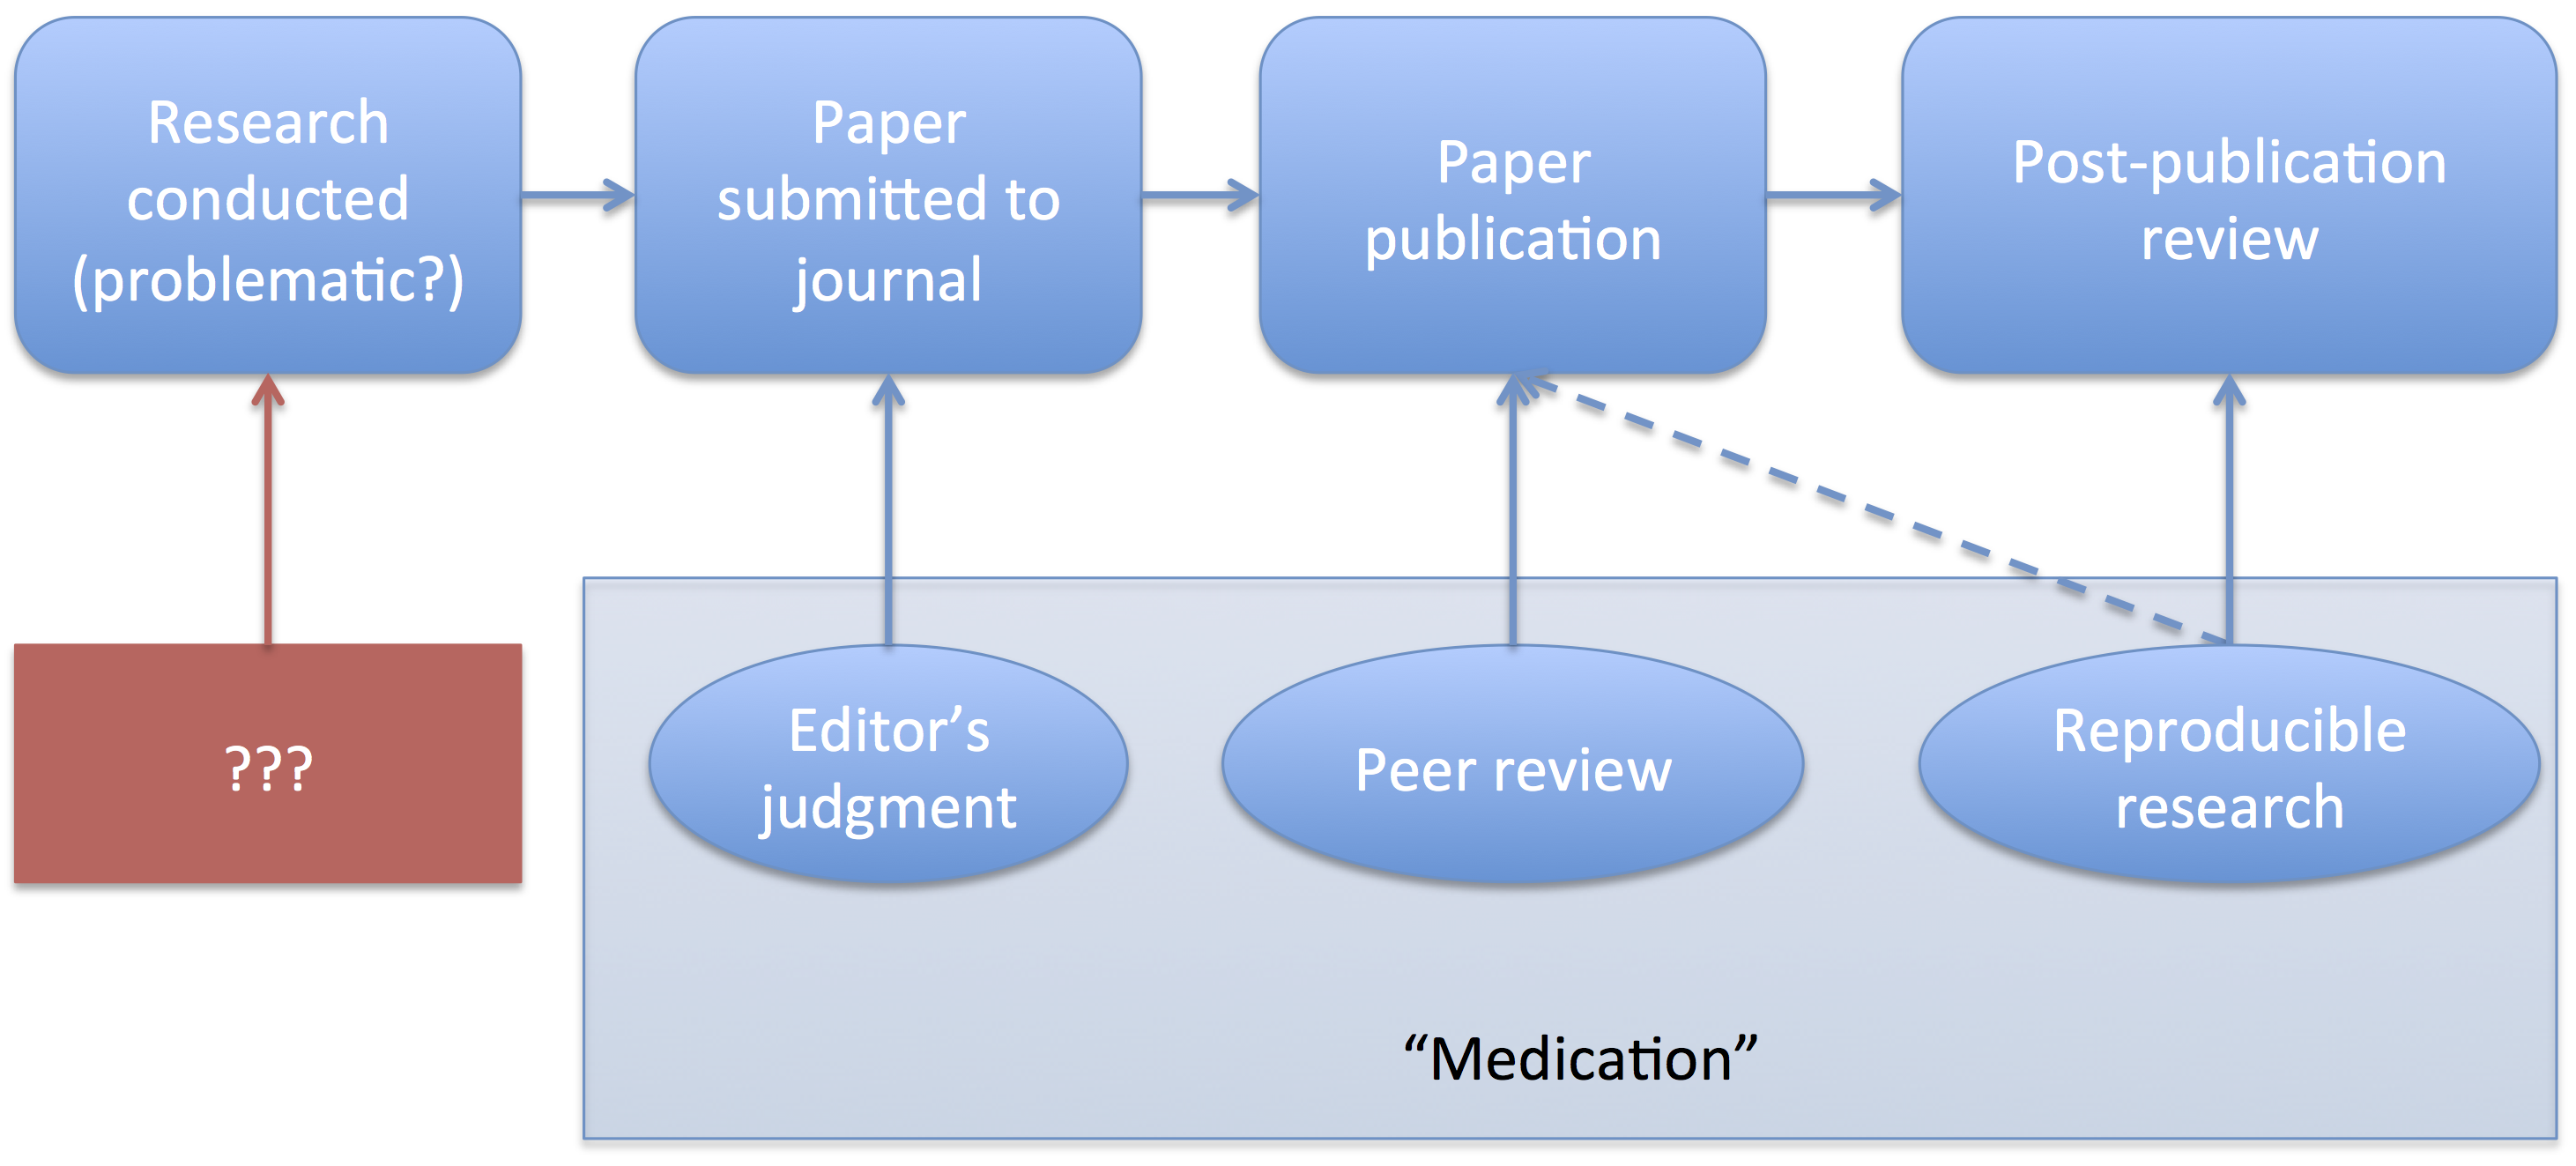 Research
conducted
(problematic?)
Paper
submitted to
journal
Paper
publication
Post-publication
review
???
Editor’s
judgment
Peer review
Reproducible
research
“Medication”